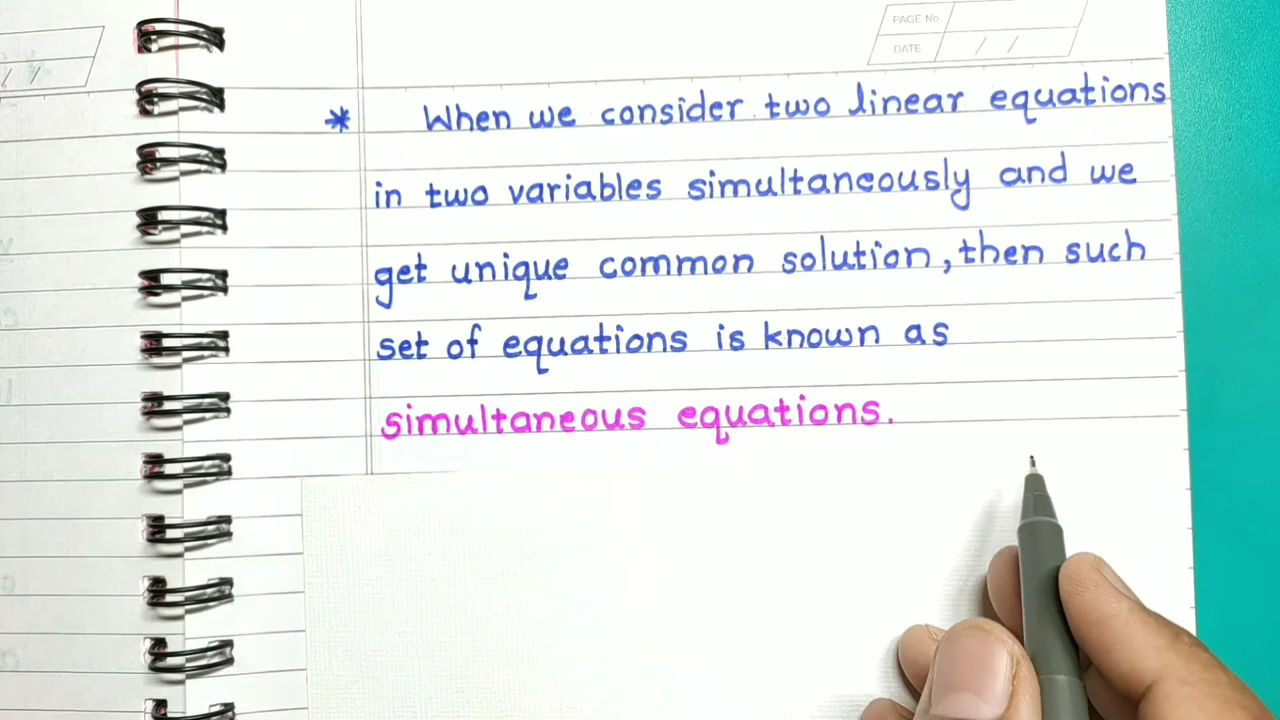 PAGE No.
DATE / /
* When we consider two linear equations
in two variables simultaneously and we
get unique common solution, then such
set of equations is known as
simultaneous equations.